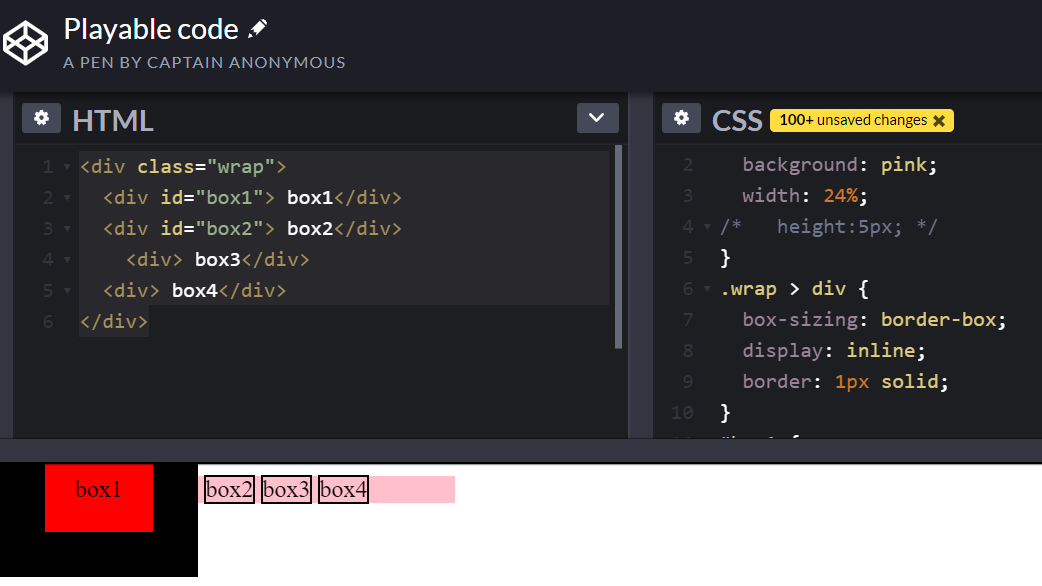 Playable code
A PEN BY CAPTAIN ANONYMOUS
HTML
1 <div class="wrap">
2   <div id="box1"> box1</div>
3   <div id="box2"> box2</div>
4     <div> box3</div>
5   <div> box4</div>
6 </div>
CSS 100+ unsaved changes ×
2   background: pink;
3   width: 24%;
4 /*   height:5px; */
5 }
6 .wrap > div {
7   box-sizing: border-box;
8   display: inline;
9   border: 1px solid;
10 }
box1 box2 box3 box4